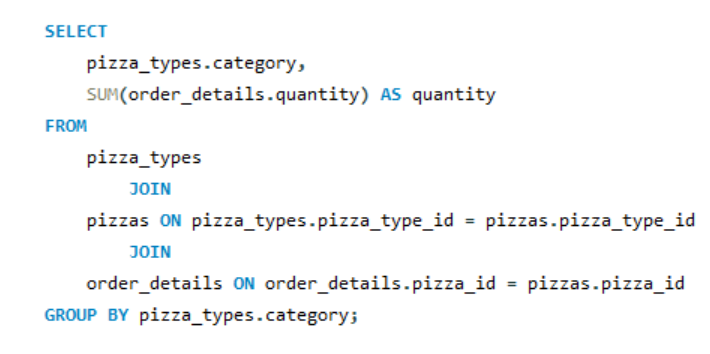 SELECT
pizza_types.category,
SUM(order_details.quantity) AS quantity
FROM
pizza_types
JOIN
pizzas ON pizza_types.pizza_type_id = pizzas.pizza_type_id
JOIN
order_details ON order_details.pizza_id = pizzas.pizza_id
GROUP BY pizza_types.category;